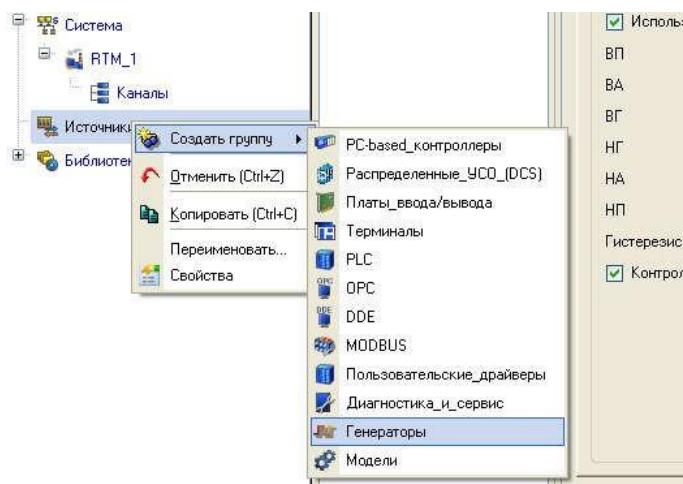 Система
RTM_1
Каналы
Источники
Создать группу
Отменить (Ctrl+Z)
Копировать (Ctrl+C)
Переименовать...
Свойства
PC-based_контроллеры
Распределенные_УСО_(DCS)
Платы_ввода/вывода
Терминалы
PLC
OPC
DDE
MODBUS
Пользовательские_драйверы
Диагностика_и_сервис
Генераторы
Модели
Библиотек
Использ
ВП
ВА
ВГ
НГ
НА
НП
Гистерезис
Контрол